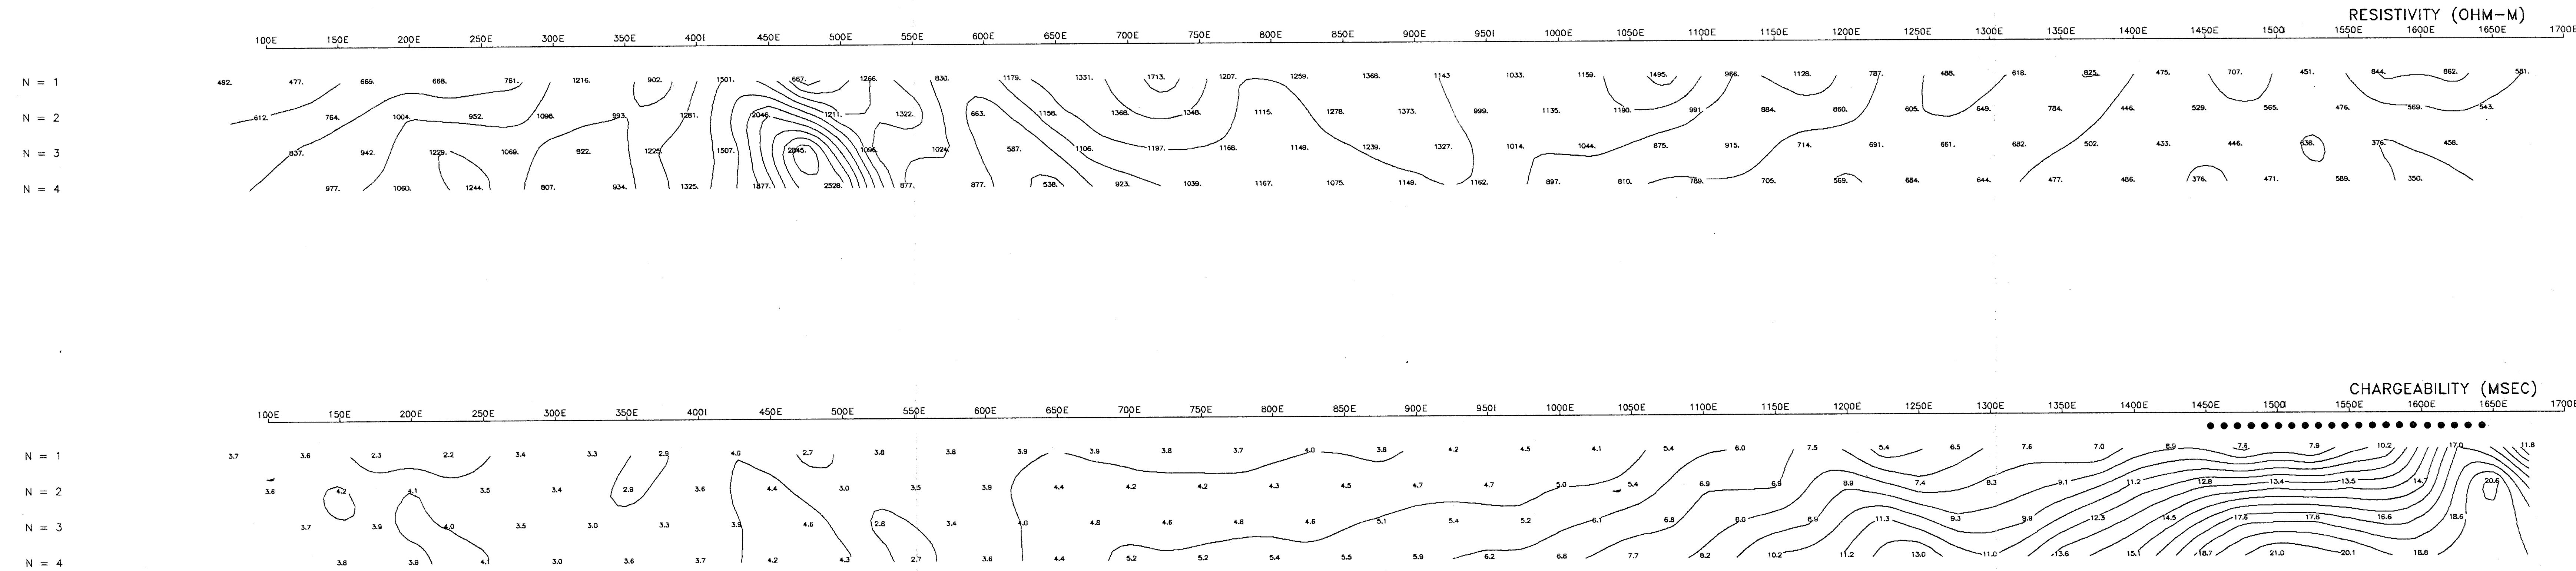 RESISTIVITY (OHM-M)
100E 150E 200E 250E 300E 350E 400I 450E 500E 550E 600E 650E 700E 750E 800E 850E 900E 950I 1000E 1050E 1100E 1150E 1200E 1250E 1300E 1350E 1400E 1450E 1500 1550E 1600E 1650E 1700E
N = 1 492. 477. 669. 668. 761. 1216. 902. 1501. 667. 1266. 830. 1179. 1331. 1713. 1207. 1259. 1368. 1143 1033. 1159. 1495. 966. 1128. 787. 488. 618. 825. 475. 707. 451. 844. 862. 581.
N = 2 612. 764. 1004. 952. 1098. 993. 1281. 2046. 1211. 1322. 663. 1158. 1368. 1348. 1115. 1278. 1373. 999. 1135. 1190. 991. 884. 860. 605. 649. 784. 446. 529. 565. 476. 569. 543.
N = 3 837. 942. 1229. 1069. 822. 1225. 1507. 2845. 1096. 1024. 587. 1106. 1197. 1168. 1149. 1239. 1327. 1014. 1044. 875. 915. 714. 691. 661. 682. 502. 433. 446. 638. 376. 458.
N = 4 977. 1060. 1244. 807. 934. 1325. 1877. 2528. 877. 877. 538. 923. 1039. 1167. 1075. 1149. 1162. 897. 810. 789. 705. 569. 684. 644. 477. 486. 376. 471. 589. 350.
CHARGEABILITY (MSEC)
100E 150E 200E 250E 300E 350E 400I 450E 500E 550E 600E 650E 700E 750E 800E 850E 900E 950I 1000E 1050E 1100E 1150E 1200E 1250E 1300E 1350E 1400E 1450E 1500 1550E 1600E 1650E 1700E
N = 1 3.7 3.6 2.3 2.2 3.4 3.3 2.9 4.0 2.7 3.8 3.8 3.9 3.9 3.8 3.7 4.0 3.8 4.2 4.5 4.1 5.4 6.0 7.5 5.4 6.5 7.6 7.0 8.9 7.6 7.9 10.2 17.0 11.8
N = 2 3.6 4.2 4.1 3.5 3.4 2.9 3.6 4.4 3.0 3.5 3.9 4.4 4.2 4.2 4.3 4.5 4.7 4.7 5.0 5.4 6.9 6.9 8.9 7.4 8.3 9.1 11.2 12.8 13.4 13.5 14.7 20.6
N = 3 3.7 3.9 4.0 3.5 3.0 3.3 3.9 4.6 2.8 3.4 4.0 4.8 4.6 4.8 4.6 5.1 5.4 5.2 6.1 6.8 8.0 8.9 11.3 9.3 9.9 12.3 14.5 17.6 17.8 16.6 18.6
N = 4 3.8 3.9 4.1 3.0 3.6 3.7 4.2 4.3 2.7 3.6 4.4 5.2 5.2 5.4 5.5 5.9 6.2 6.8 7.7 8.2 10.2 11.2 13.0 11.0 13.6 15.1 18.7 21.0 20.1 18.8